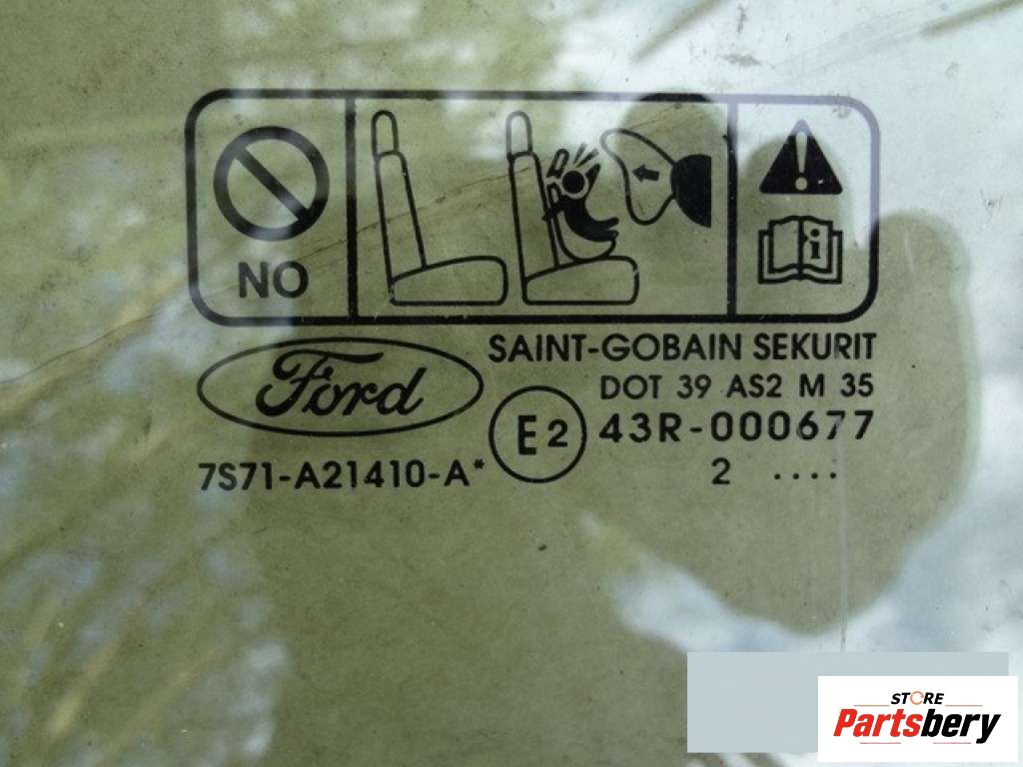 NO
i
Ford
SAINT-GOBAIN SEKURIT
DOT 39 AS2 M 35
E2 43R-000677
7S71-A21410-A*
2 ....
STORE
Partsbery